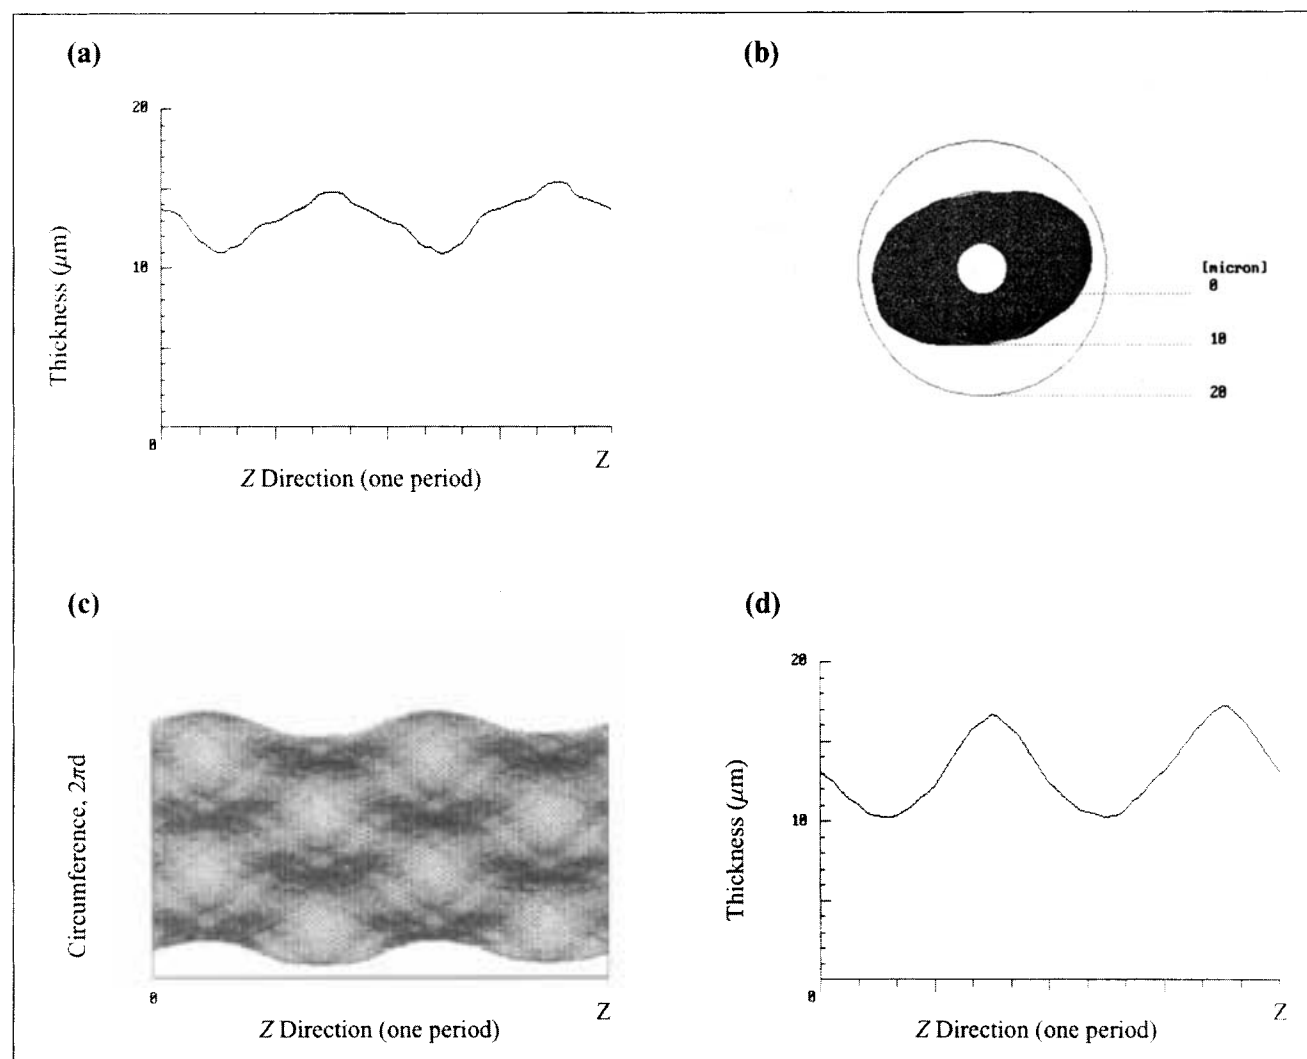 (a)
20
10
0
Thickness (μm)
Z
Z Direction (one period)
(b)
[micron]
0
10
20
(c)
Circumference, 2πd
0
Z
Z Direction (one period)
(d)
20
10
0
Thickness (μm)
Z
Z Direction (one period)